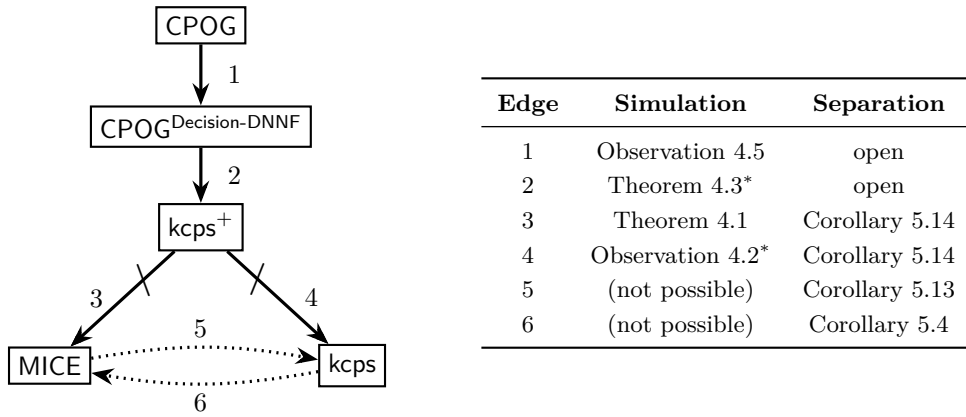 CPOG
1
CPOG^Decision-DNNF
2
kcps^+
3
4
5
MICE
kcps
6
Edge Simulation Separation
1 Observation 4.5 open
2 Theorem 4.3* open
3 Theorem 4.1 Corollary 5.14
4 Observation 4.2* Corollary 5.14
5 (not possible) Corollary 5.13
6 (not possible) Corollary 5.4